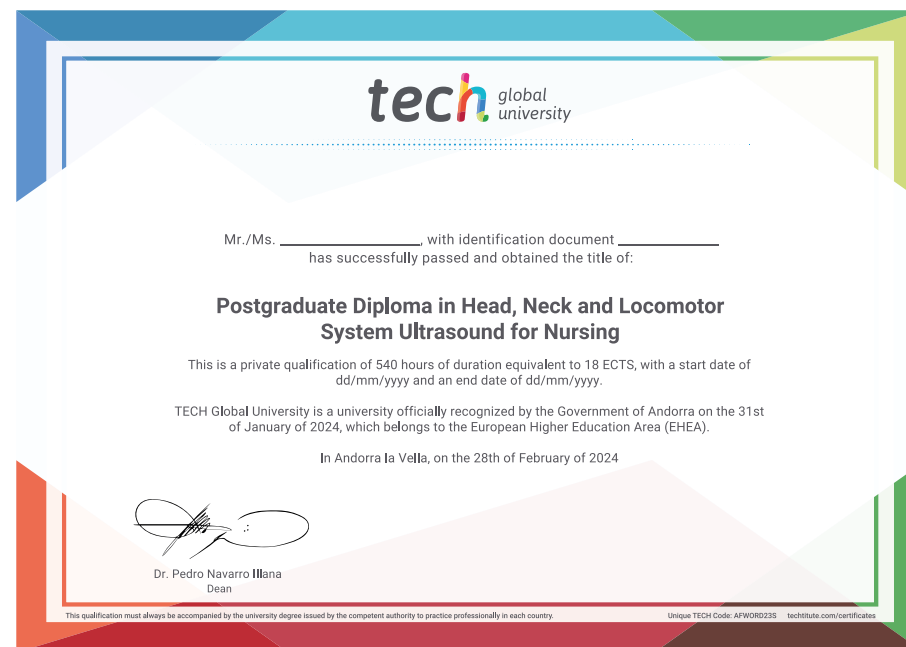 tech global university
Mr./Ms. ____________________, with identification document ______________
has successfully passed and obtained the title of:
Postgraduate Diploma in Head, Neck and Locomotor
System Ultrasound for Nursing
This is a private qualification of 540 hours of duration equivalent to 18 ECTS, with a start date of
dd/mm/yyyy and an end date of dd/mm/yyyy.
TECH Global University is a university officially recognized by the Government of Andorra on the 31st
of January of 2024, which belongs to the European Higher Education Area (EHEA).
In Andorra la Vella, on the 28th of February of 2024
Dr. Pedro Navarro Illana
Dean
This qualification must always be accompanied by the university degree issued by the competent authority to practice professionally in each country.
Unique TECH Code: AFWORD23S techtitute.com/certificates